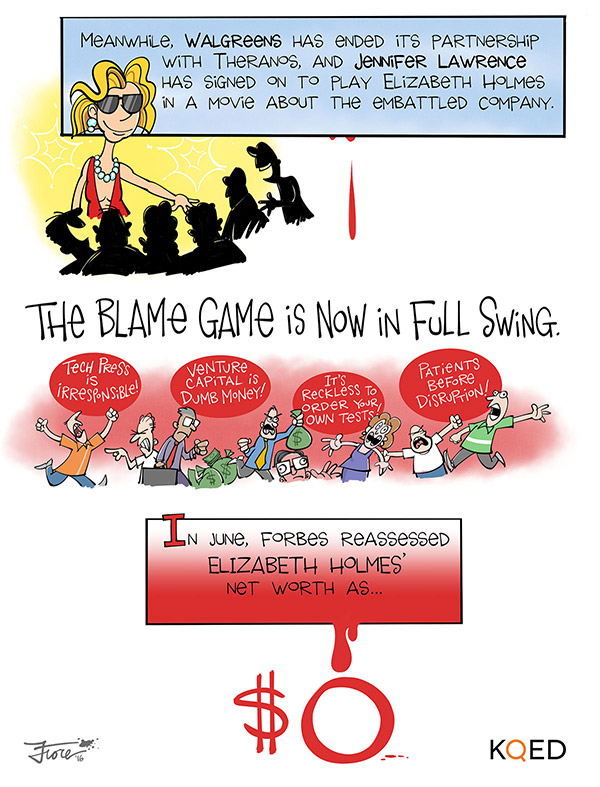 Meanwhile, Walgreens has ended its partnership
with Theranos, and Jennifer Lawrence
has signed on to play Elizabeth Holmes
in a movie about the embattled company.
The Blame Game is Now in Full Swing.
Tech Press
is
irresponsible!
Venture
Capital is
Dumb Money!
It's
Reckless to
Order Your
Own Tests!
Patients
Before
Disruption!
In June, Forbes reassessed
Elizabeth Holmes'
net worth as...
$0
Fiore '16
KQED